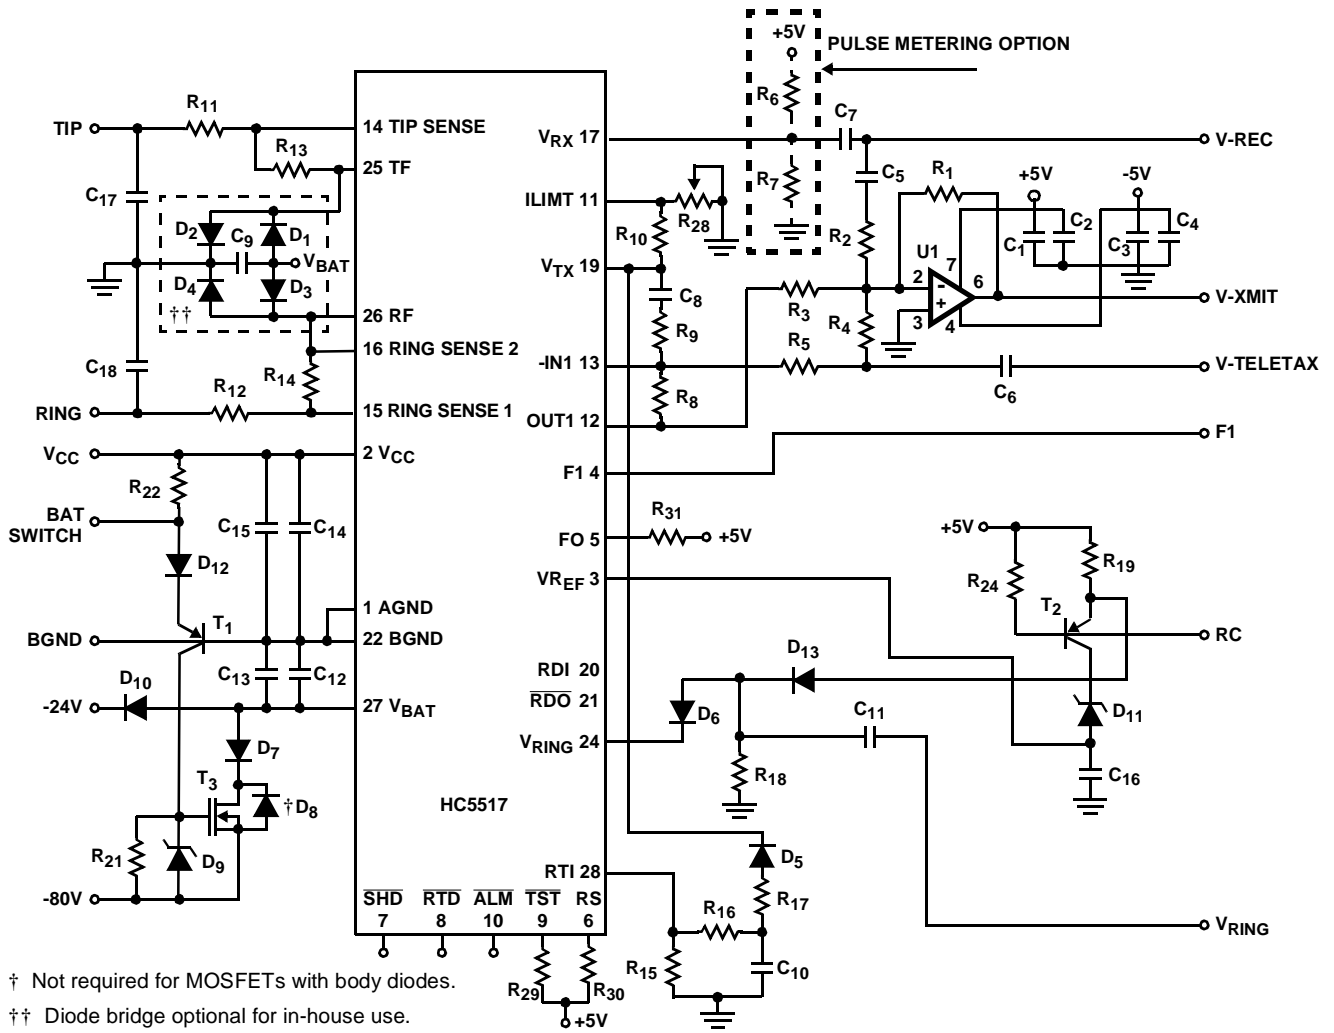 +5V
PULSE METERING OPTION
R6
C7
R11
TIP
14 TIP SENSE
VRX 17
V-REC
R13
25 TF
C5
R1
+5V
-5V
R7
C17
ILIMT 11
R28
D2
C9
D1
R10
R2
C1
C2
C3
C4
U1
7
VBAT
VTX 19
2
-
6
D4
D3
C8
+
V-XMIT
††
26 RF
R3
R4
3
4
R9
16 RING SENSE 2
R5
C18
R14
-IN1 13
V-TELETAX
R12
R8
C6
RING
15 RING SENSE 1
OUT1 12
F1
VCC
2 VCC
F1 4
R22
R31
BAT
SWITCH
C15
C14
FO 5
+5V
+5V
D12
R19
VREF 3
R24
1 AGND
T2
T1
BGND
22 BGND
RC
D13
C13
C12
RDI 20
D10
RDO 21
-24V
27 VBAT
D6
C11
D11
D7
VRING 24
T3
R18
C16
†D8
HC5517
R21
D9
D5
RTI 28
-80V
SHD
RTD
ALM
TST
RS
R17
7
8
10
9
6
R16
VRING
R15
C10
† Not required for MOSFETs with body diodes.
R29
R30
†† Diode bridge optional for in-house use.
+5V